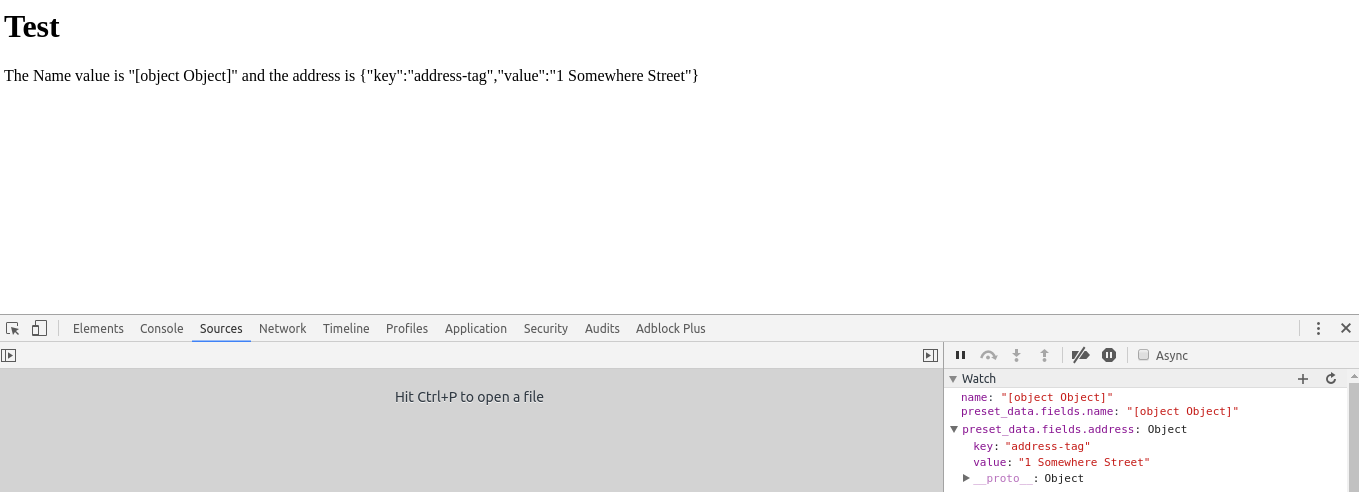 Test
The Name value is "[object Object]" and the address is {"key":"address-tag","value":"1 Somewhere Street"}
Elements Console Sources Network Timeline Profiles Application Security Audits Adblock Plus
Async
Hit Ctrl+P to open a file
Watch
name: "[object Object]"
preset_data.fields.name: "[object Object]"
preset_data.fields.address: Object
key: "address-tag"
value: "1 Somewhere Street"
__proto__: Object